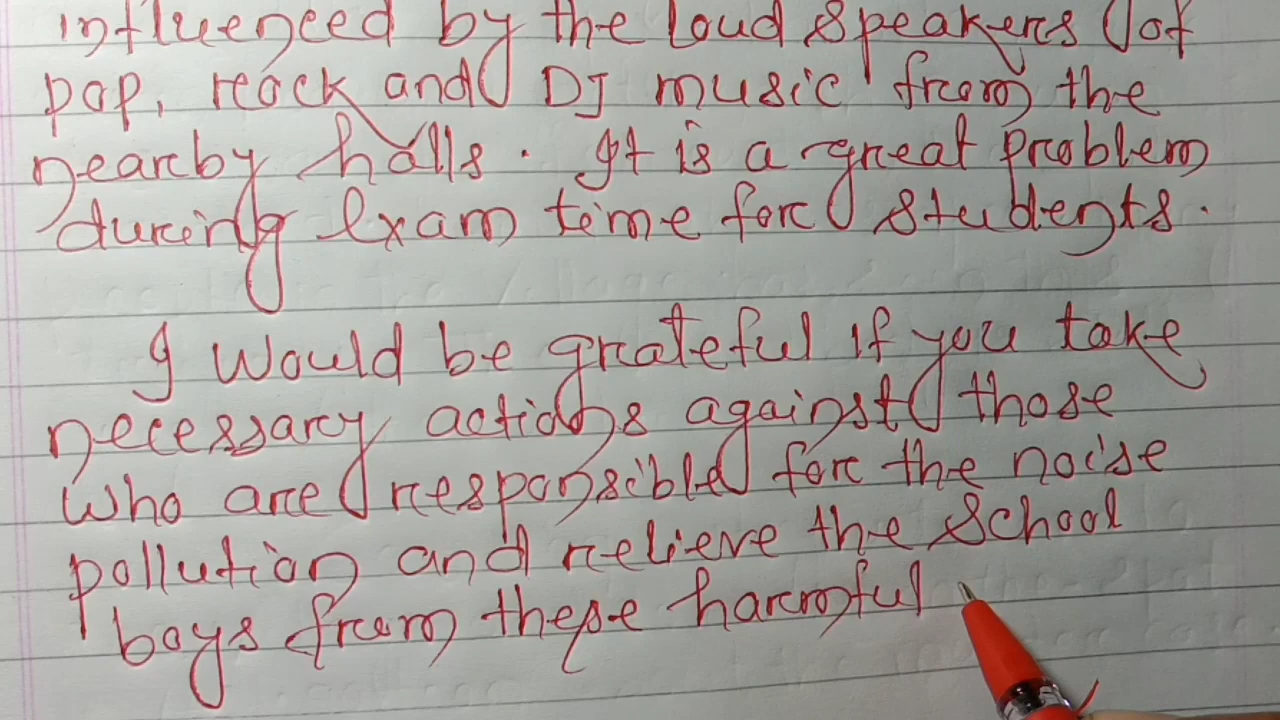 influenced by the loud speakers of
pop, rock and DJ music from the
nearby halls. It is a great problem
during exam time for students.
I would be grateful if you take
necessary actions against those
who are responsible for the noise
pollution and relieve the school
boys from these harmful